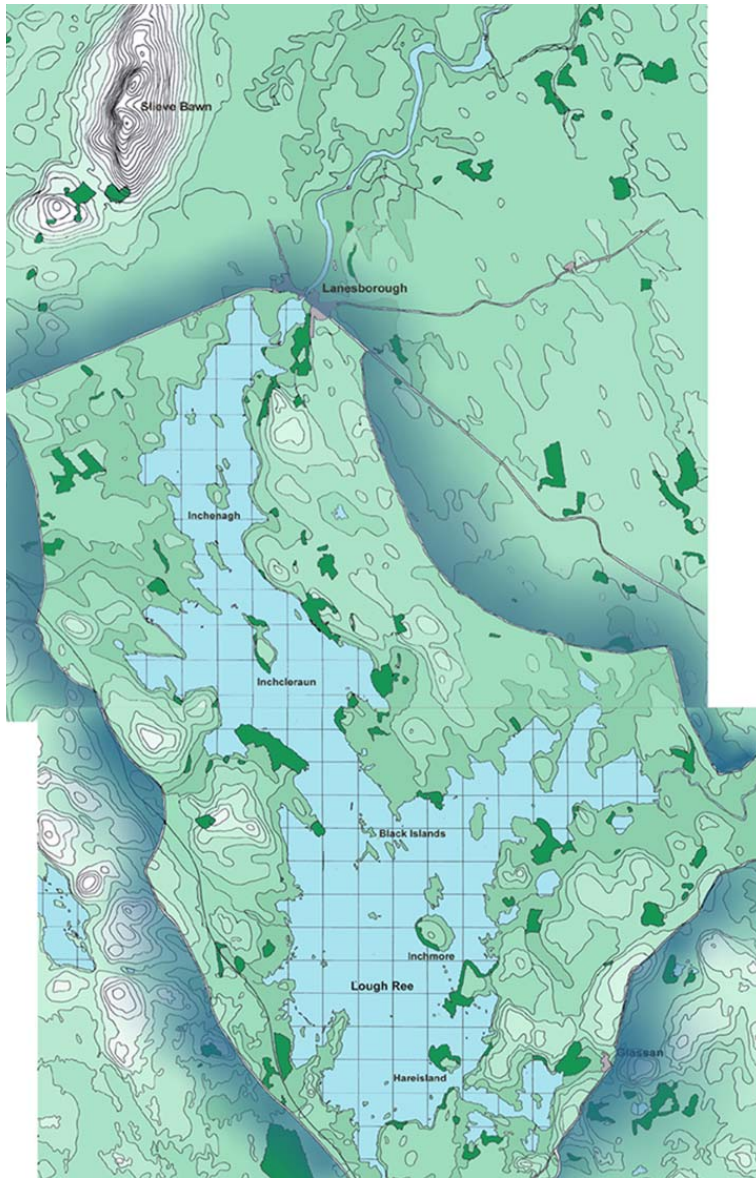 Slieve Bawn
Lanesborough
Inchenagh
Inchcleraun
Black Islands
Inchmore
Lough Ree
Glassan
Hareisland